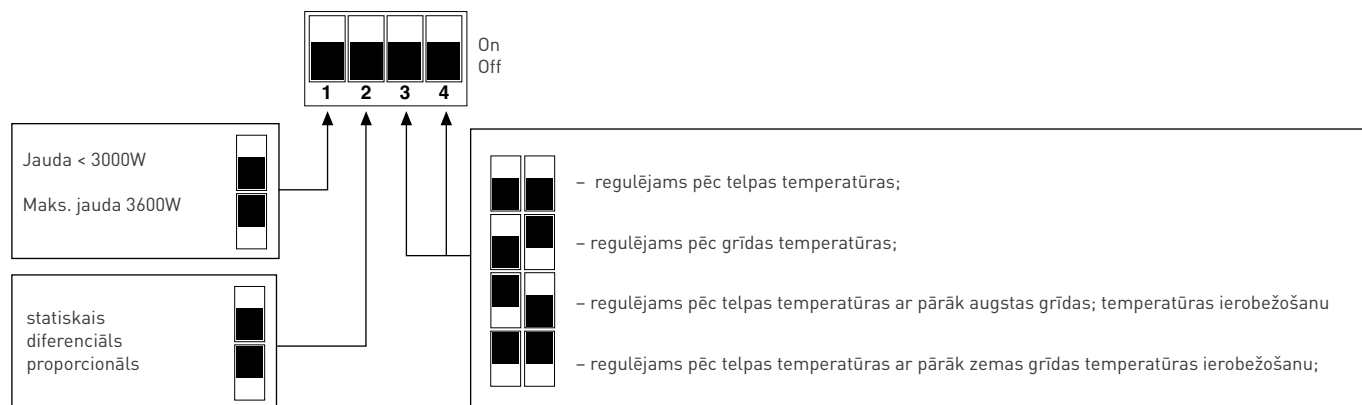 On
Off
1 2 3 4
Jauda < 3000W
Maks. jauda 3600W
statiskais
diferenciāls
proporcionāls
– regulējams pēc telpas temperatūras;
– regulējams pēc grīdas temperatūras;
– regulējams pēc telpas temperatūras ar pārāk augstas grīdas; temperatūras ierobežošanu
– regulējams pēc telpas temperatūras ar pārāk zemas grīdas temperatūras ierobežošanu;